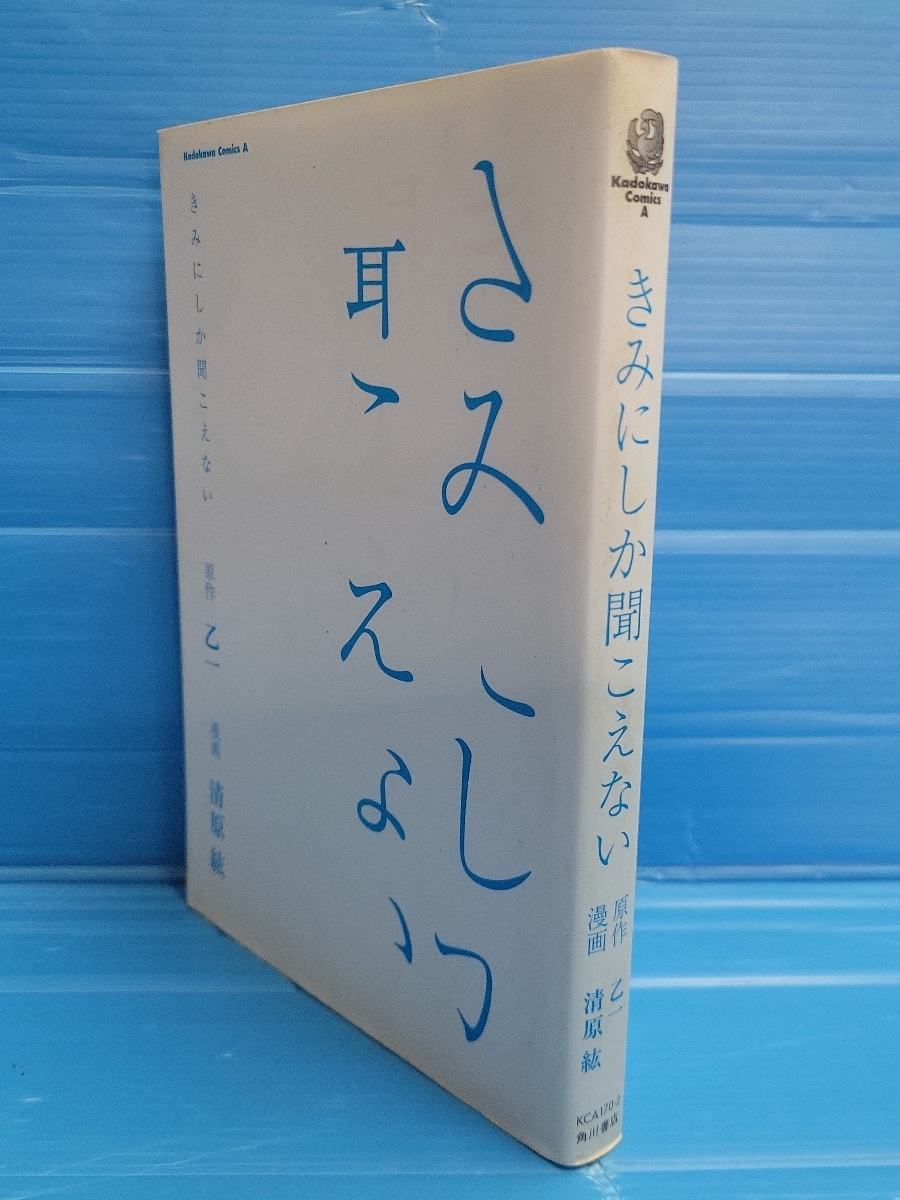 Kadokawa Comics A
きみにしか
聞こえない
きみにしか聞こえない 原作 乙一 漫画 清原紘
Kadokawa
Comics
A
きみにしか聞こえない
原作 乙一
漫画 清原紘
KCA170-2
角川書店